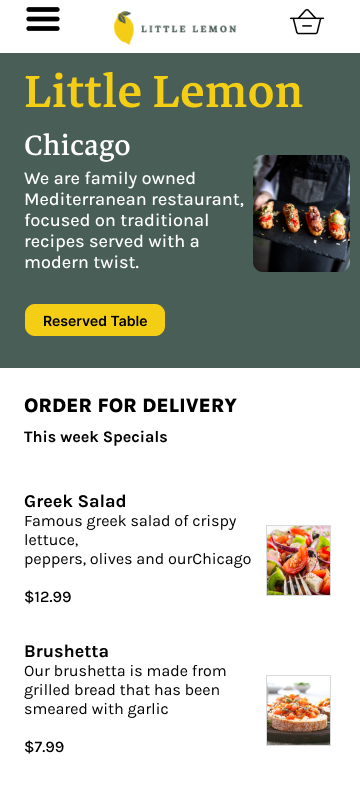 LITTLE LEMON
Little Lemon
Chicago
We are family owned
Mediterranean restaurant,
focused on traditional
recipes served with a
modern twist.
Reserved Table
ORDER FOR DELIVERY
This week Specials
Greek Salad
Famous greek salad of crispy
lettuce,
peppers, olives and ourChicago
$12.99
Brushetta
Our brushetta is made from
grilled bread that has been
smeared with garlic
$7.99